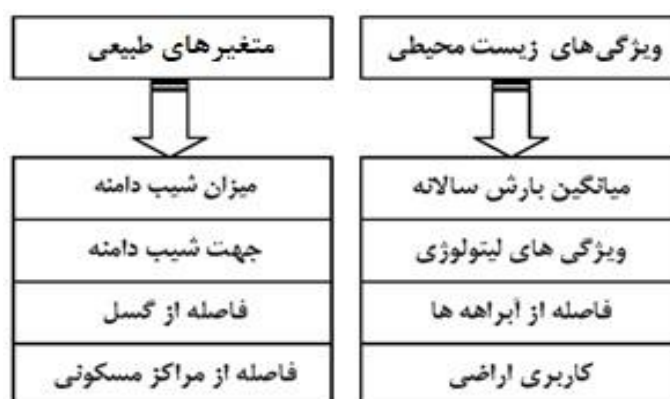 ویژگی‌های زیست محیطی
متغیرهای طبیعی
میانگین بارش سالانه
میزان شیب دامنه
ویژگی های لیتولوژی
جهت شیب دامنه
فاصله از آبراهه ها
فاصله از گسل
کاربری اراضی
فاصله از مراکز مسکونی